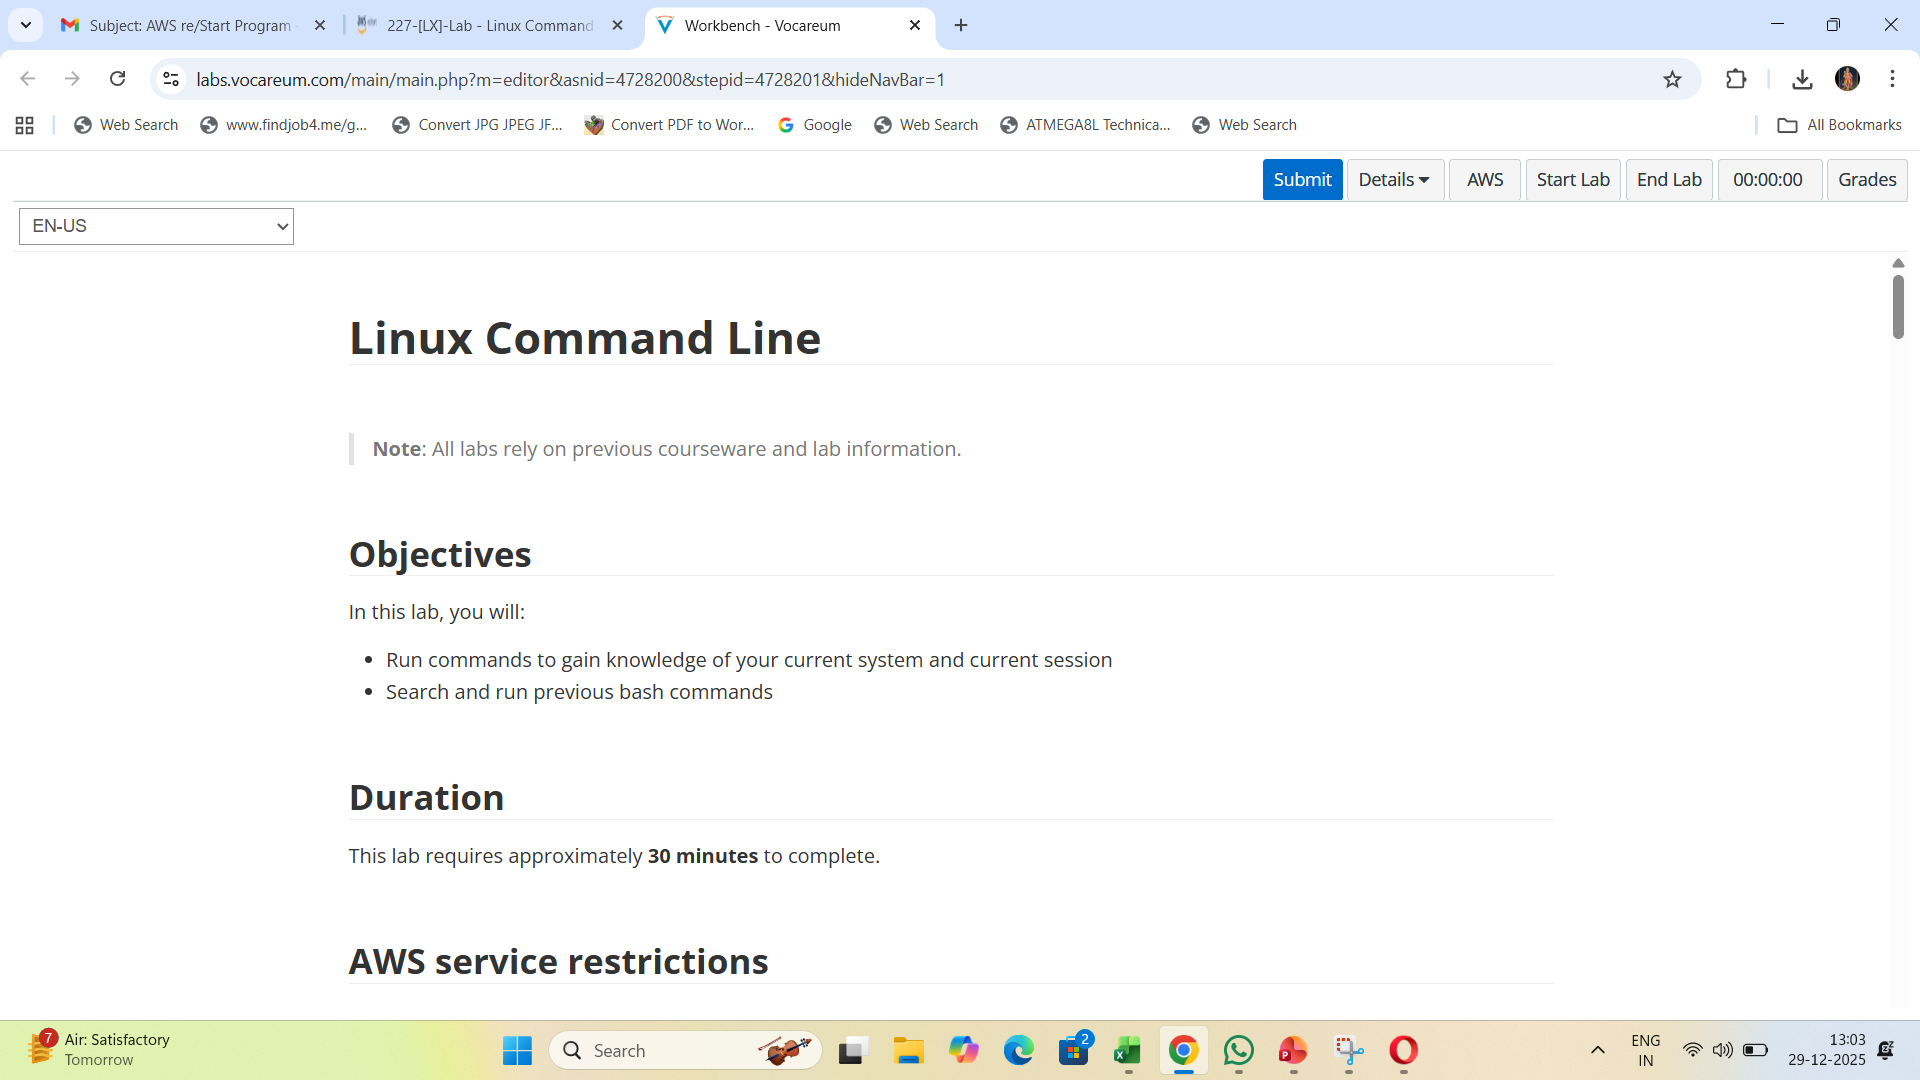 Subject: AWS re/Start Program
227-[LX]-Lab - Linux Command
Workbench - Vocareum
labs.vocareum.com/main/main.php?m=editor&asnid=4728200&stepid=4728201&hideNavBar=1
Web Search
www.findjob4.me/g...
Convert JPG JPEG JF...
Convert PDF to Wor...
Google
Web Search
ATMEGA8L Technica...
Web Search
All Bookmarks
Submit
Details
AWS
Start Lab
End Lab
00:00:00
Grades
EN-US
Linux Command Line
Note: All labs rely on previous courseware and lab information.
Objectives
In this lab, you will:
• Run commands to gain knowledge of your current system and current session
• Search and run previous bash commands
Duration
This lab requires approximately 30 minutes to complete.
AWS service restrictions
7
Air: Satisfactory
Tomorrow
Search
2
ENG
IN
13:03
29-12-2025